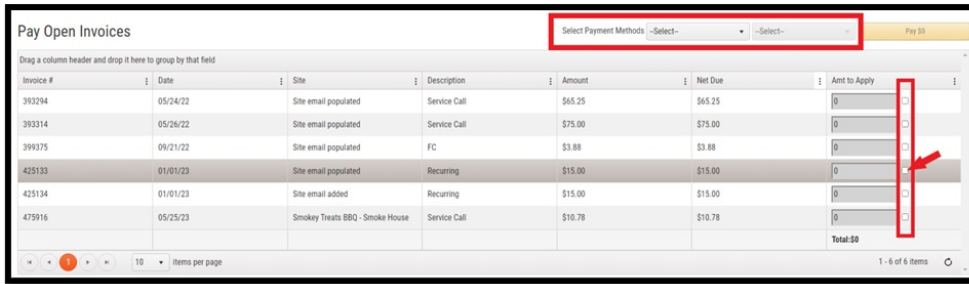 Pay Open Invoices Select Payment Methods --Select-- --Select-- Pay $0
Drag a column header and drop it here to group by that field
Invoice # Date Site Description Amount Net Due Amt to Apply
393294 05/24/22 Site email populated Service Call $65.25 $65.25 0
393314 05/26/22 Site email populated Service Call $75.00 $75.00 0
399375 09/21/22 Site email populated FC $3.88 $3.88 0
425133 01/01/23 Site email populated Recurring $15.00 $15.00 0
425134 01/01/23 Site email added Recurring $15.00 $15.00 0
475916 05/25/23 Smokey Treats BBQ - Smoke House Service Call $10.78 $10.78 0
Total:$0
1 10 items per page 1 - 6 of 6 items